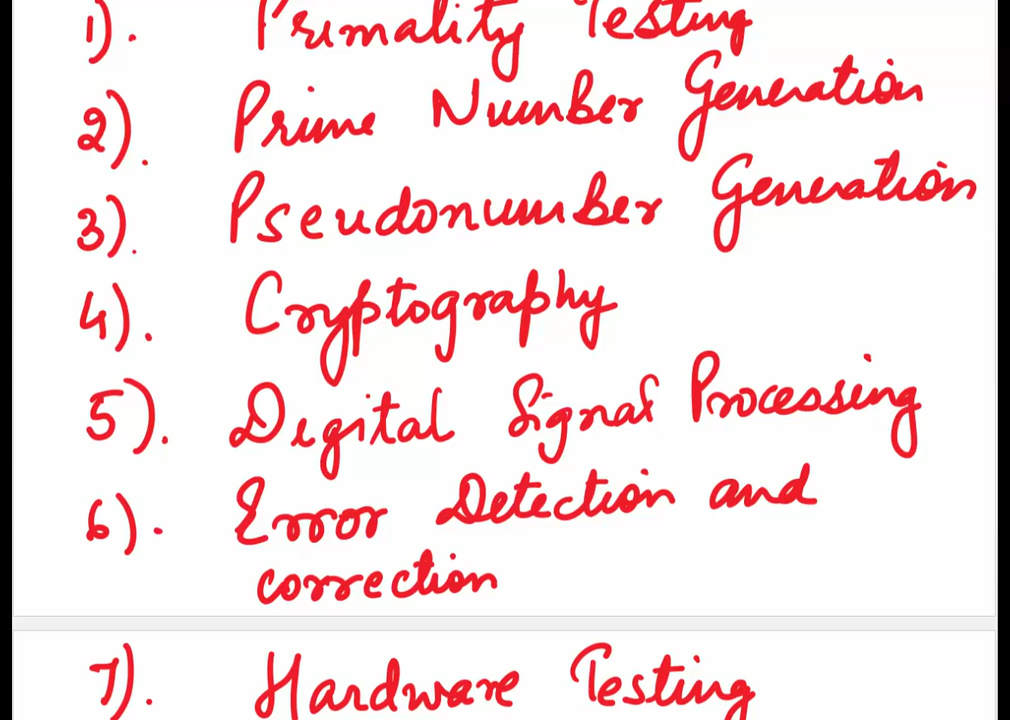 1). Primality Testing
2). Prime Number Generation
3). Pseudonumber Generation
4). Cryptography
5). Digital Signal Processing
6). Error Detection and
correction
7). Hardware Testing